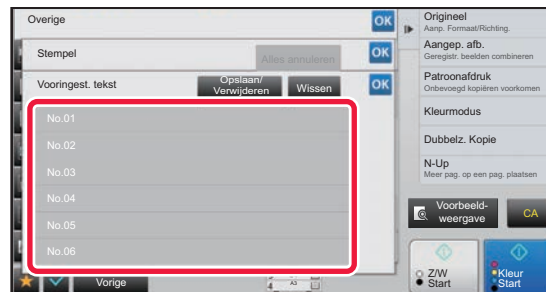 Overige
OK
Stempel
Alles annuleren
OK
Vooringest. tekst
Opslaan/
Verwijderen
Wissen
OK
No.01
No.02
No.03
No.04
No.05
No.06
Vorige
4
A3
Origineel
Aanp. Formaat/Richting.
Aangep. afb.
Geregistr. beelden combineren
Patroonafdruk
Onbevoegd kopiëren voorkomen
Kleurmodus
Dubbelz. Kopie
N-Up
Meer pag. op een pag. plaatsen
Voorbeeld-
weergave
CA
Z/W
Start
Kleur
Start